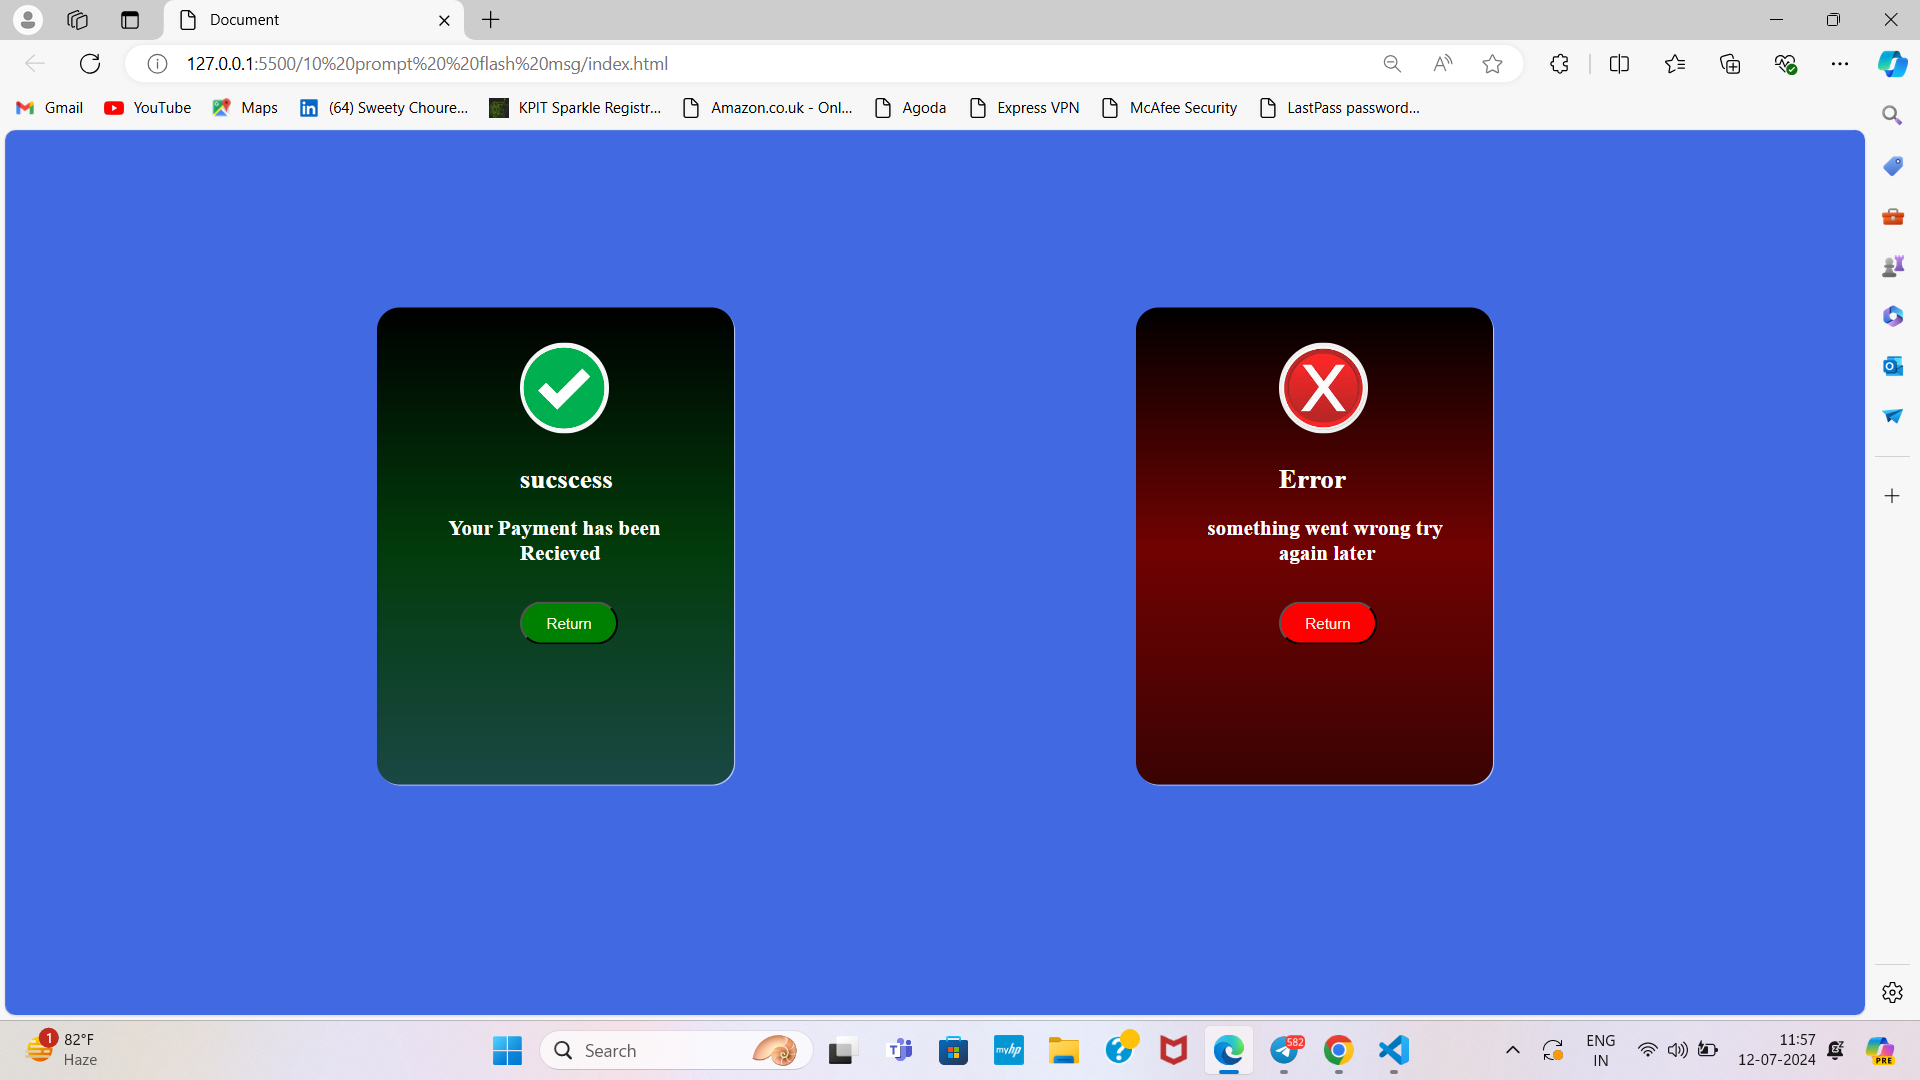 Document
127.0.0.1:5500/10%20prompt%20%20flash%20msg/index.html
Gmail YouTube Maps (64) Sweety Choure... KPIT Sparkle Registr... Amazon.co.uk - Onl... Agoda Express VPN McAfee Security LastPass password...
sucscess
Your Payment has been
Recieved
Return
X
Error
something went wrong try
again later
Return
1
82°F
Haze
Search
myhp
582
ENG
IN
11:57
12-07-2024
PRE